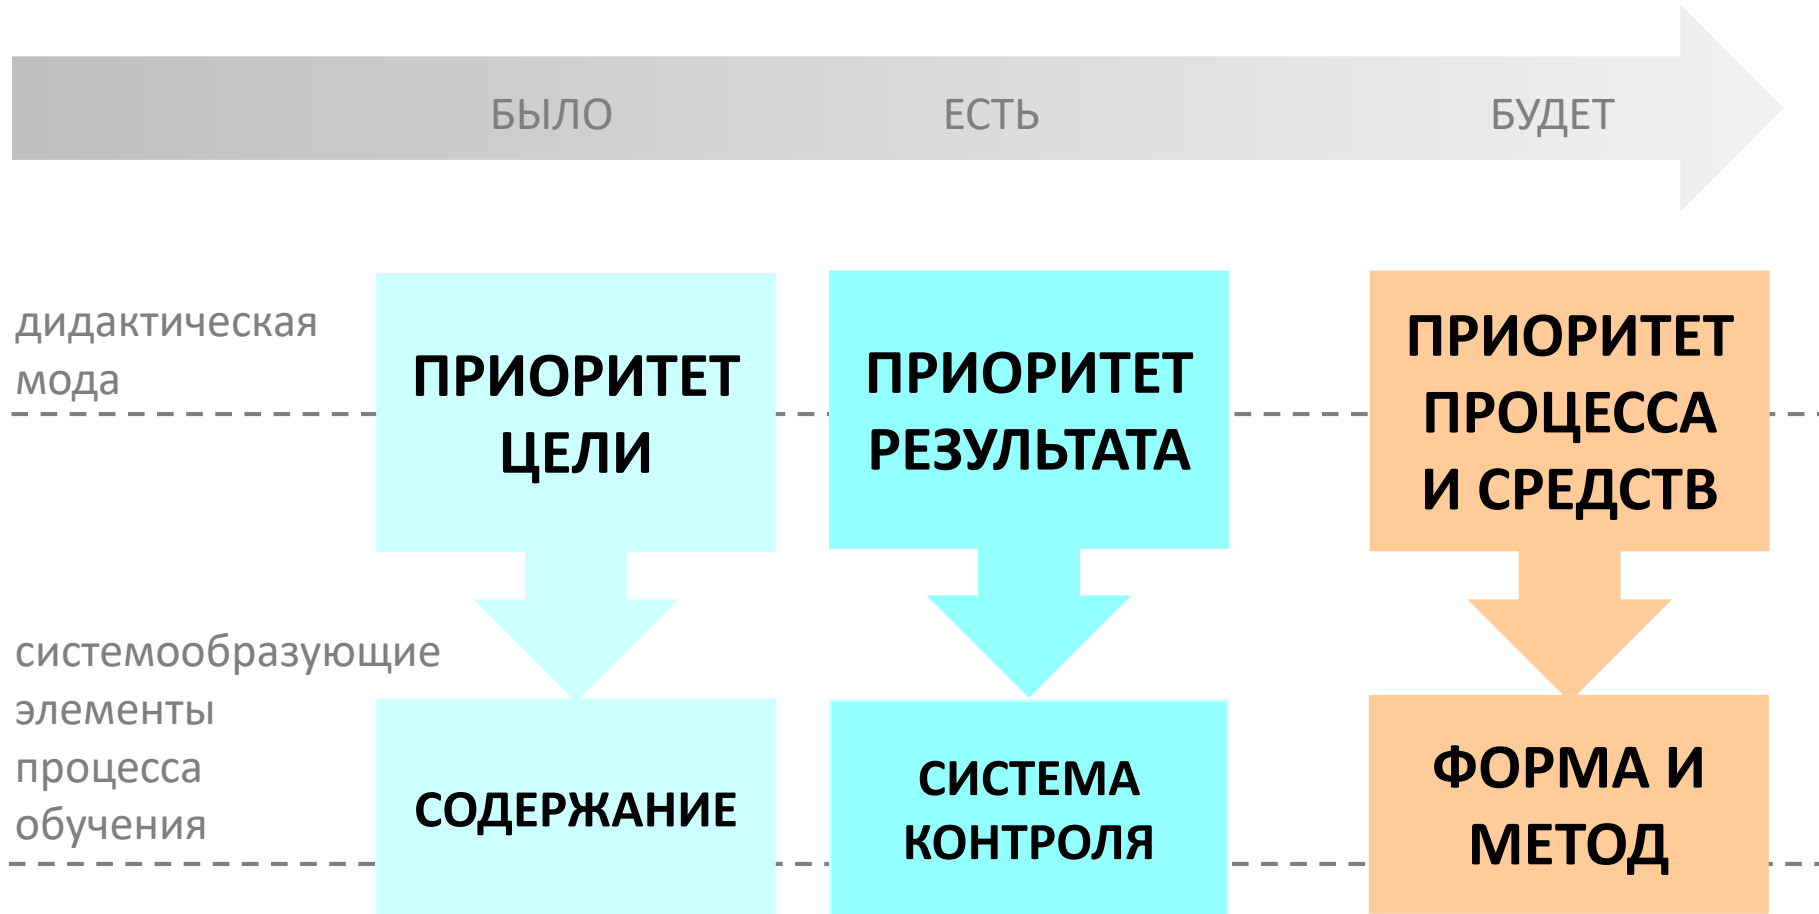 БЫЛО
ЕСТЬ
БУДЕТ
дидактическая
мода
ПРИОРИТЕТ
ЦЕЛИ
ПРИОРИТЕТ
РЕЗУЛЬТАТА
ПРИОРИТЕТ
ПРОЦЕССА
И СРЕДСТВ
системообразующие
элементы
процесса
обучения
СОДЕРЖАНИЕ
СИСТЕМА
КОНТРОЛЯ
ФОРМА И
МЕТОД